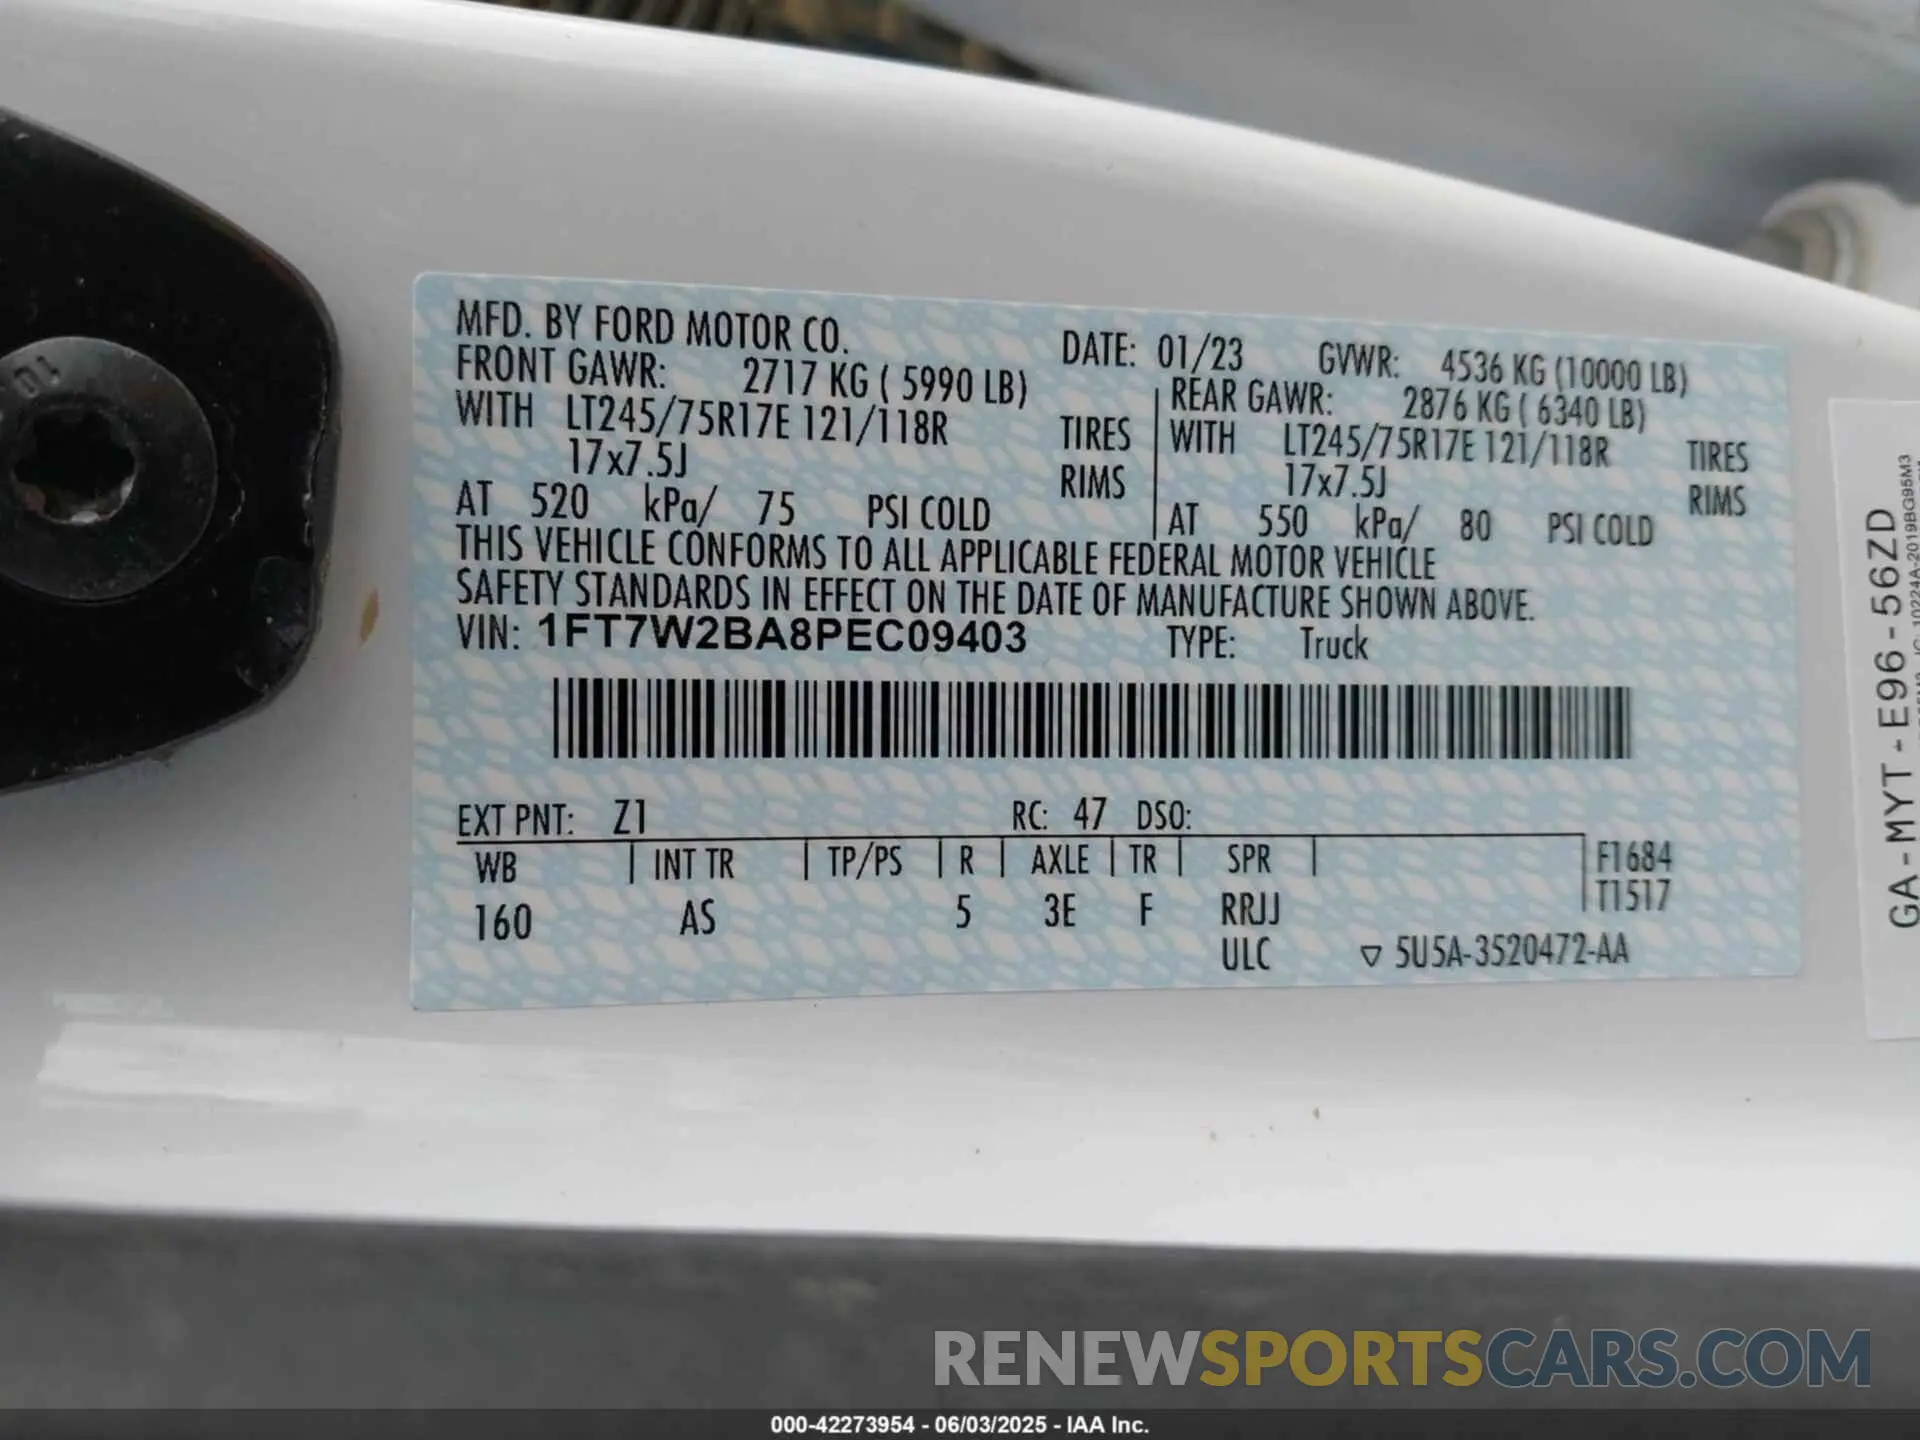 MFD. BY FORD MOTOR CO.
DATE: 01/23 GVWR: 4536 KG (10000 LB)
FRONT GAWR: 2717 KG ( 5990 LB)
WITH LT245/75R17E 121/118R TIRES
17x7.5J RIMS
AT 520 kPa/ 75 PSI COLD
REAR GAWR: 2876 KG ( 6340 LB)
WITH LT245/75R17E 121/118R TIRES
17x7.5J RIMS
AT 550 kPa/ 80 PSI COLD
THIS VEHICLE CONFORMS TO ALL APPLICABLE FEDERAL MOTOR VEHICLE
SAFETY STANDARDS IN EFFECT ON THE DATE OF MANUFACTURE SHOWN ABOVE.
VIN: 1FT7W2BA8PEC09403 TYPE: Truck
EXT PNT: Z1 RC: 47 DSO:
WB INT TR TP/PS R AXLE TR SPR F1684
T1517
160 AS 5 3E F RRJJ
ULC ▽ 5U5A-3520472-AA
GA-MYT-E96-56ZD
RENEWSPORTSCARS.COM
000-42273954 - 06/03/2025 - IAA Inc.